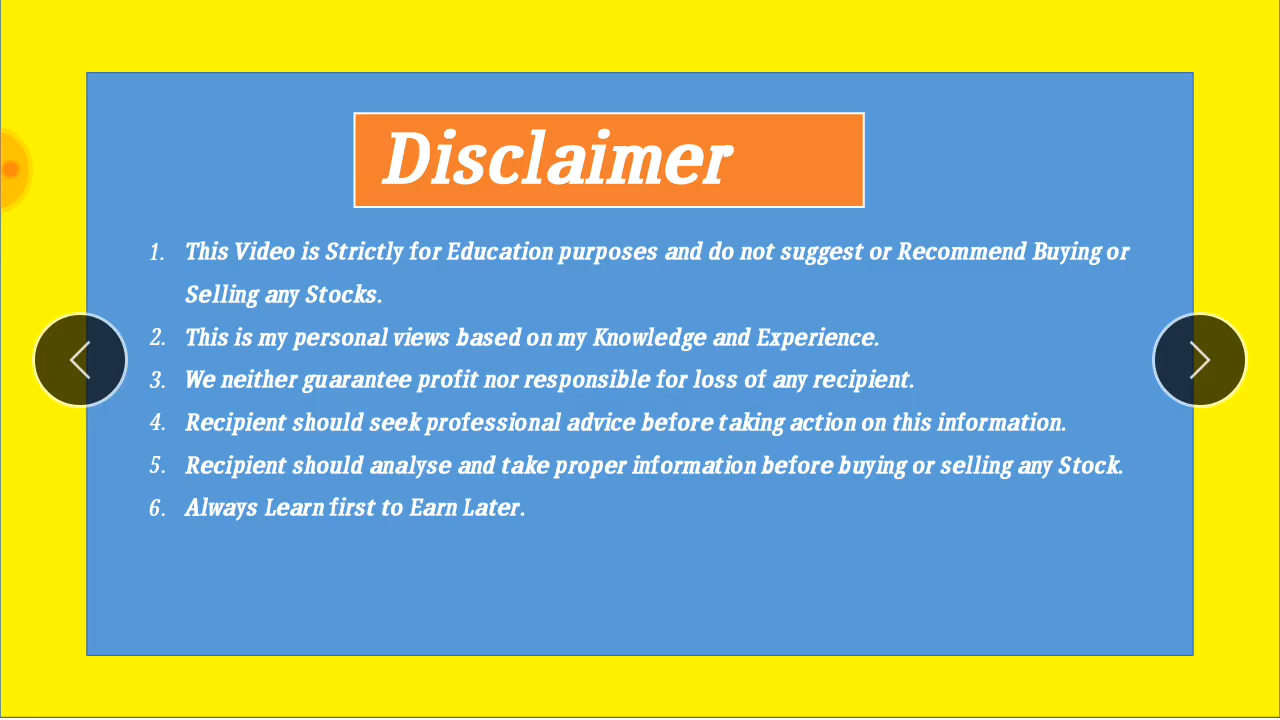 Disclaimer
1. This Video is Strictly for Education purposes and do not suggest or Recommend Buying or
Selling any Stocks.
2. This is my personal views based on my Knowledge and Experience.
3. We neither guarantee profit nor responsible for loss of any recipient.
4. Recipient should seek professional advice before taking action on this information.
5. Recipient should analyse and take proper information before buying or selling any Stock.
6. Always Learn first to Earn Later.